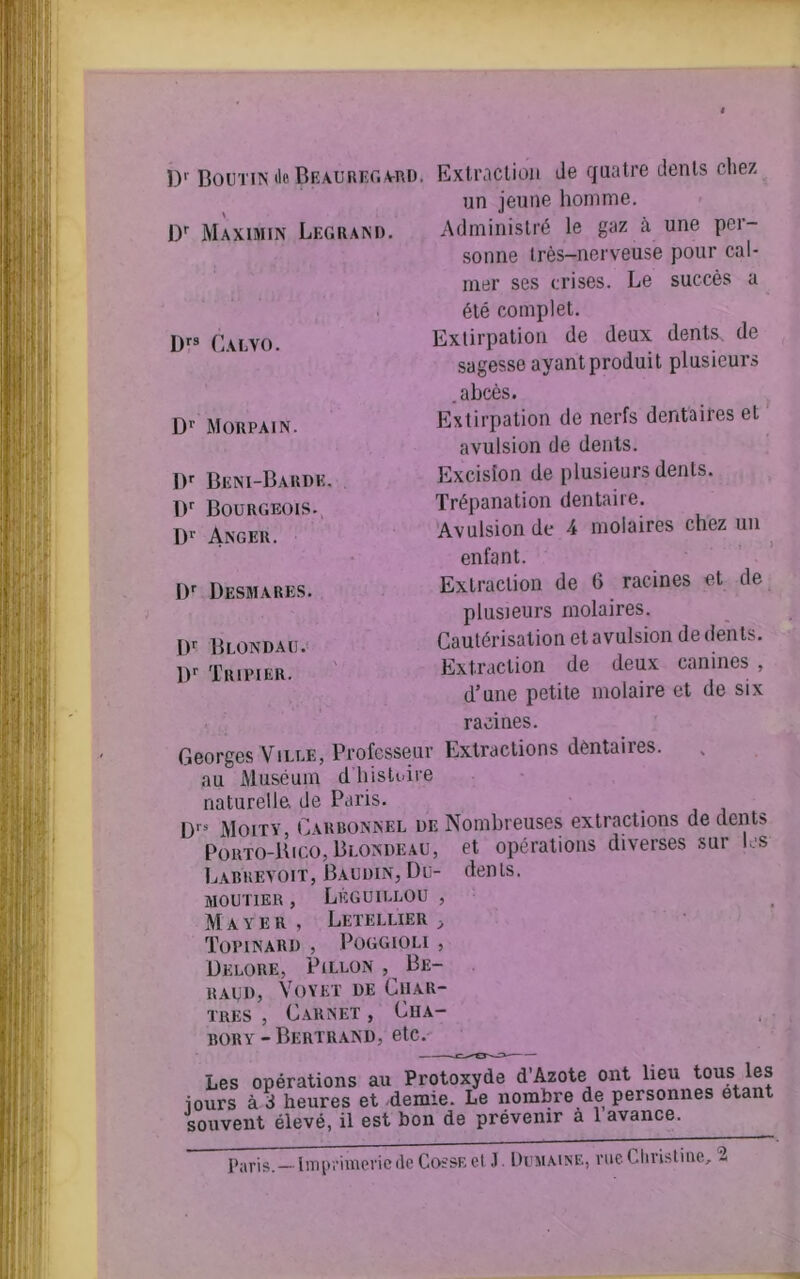 Dr BOUTIN de BEAUREGARD. Extraction de quatre dents chez
un jeune homme.
Dr MAXIMIN LEGRAND. Administré le gaz à une per-
sonne très-nerveuse pour cal-
mer ses crises. Le succès a
été complet.
Drs CALVO. Extirpation de deux dents de
sagesse ayant produit plusieurs
abcès.
Dr MORPAIN. Extirpation de nerfs dentaires et
avulsion de dents.
Dr BENI-BARDE. Excision de plusieurs dents.
Dr BOURGEOIS. Trépanation dentaire.
Dr ANGER. Avulsion de 4 molaires chez un
enfant.
Dr DESMARES. Extraction de 6 racines et de
plusieurs molaires.
Dr BLONDAU. Cautérisation et avulsion de dents.
Dr TRIPIER. Extraction de deux canines,
d'une petite molaire et de six
racines.
Georges VILLE, Professeur Extractions dentaires.
au Muséum d'histoire
naturelle de Paris.
Drs MOITY, CARBONNEL DE Nombreuses extractions de dents
PORTO-RICO, BLONDEAU, et opérations diverses sur les
LABREVOIT, BAUDIN, DU- dents.
MOUTIER, LÉGUILLOU,
MAYER, LETELLIER,
TOPINARD, POGGIOLI,
DELORE, PILLON, BE-
RAUD, VOYET DE CHAR-
TRES, CARNET, CHA-
BORY-BERTRAND, etc.
Les opérations au Protoxyde d'Azote ont lieu tous les
jours à 3 heures et demie. Le nombre de personnes étant
souvent élevé, il est bon de prévenir à l'avance.
Paris.—Imprimerie de COSSE et J. DUMAINE, rue Christine, 2